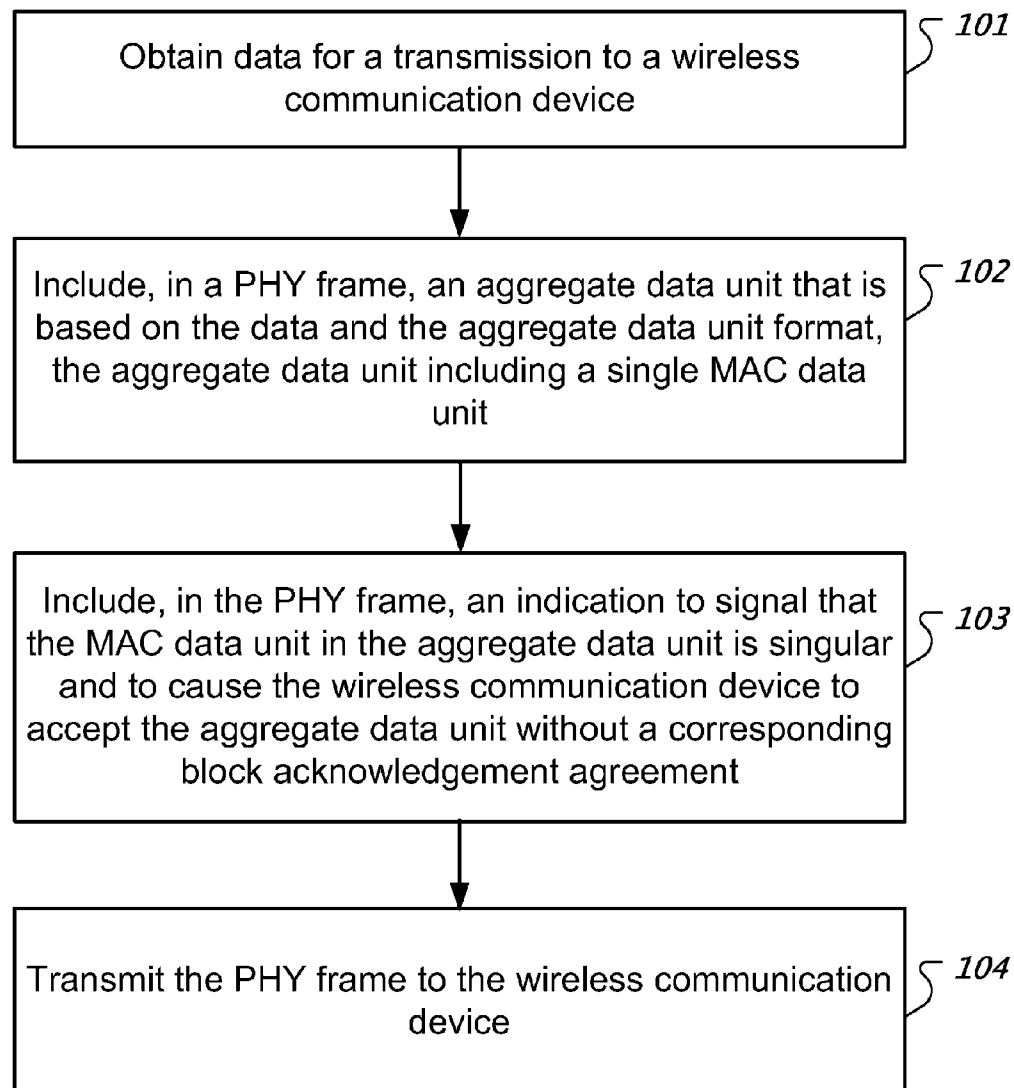 Obtain data for a transmission to a wireless
communication device
101
Include, in a PHY frame, an aggregate data unit that is
based on the data and the aggregate data unit format,
the aggregate data unit including a single MAC data
unit
102
Include, in the PHY frame, an indication to signal that
the MAC data unit in the aggregate data unit is singular
and to cause the wireless communication device to
accept the aggregate data unit without a corresponding
block acknowledgement agreement
103
Transmit the PHY frame to the wireless communication
device
104